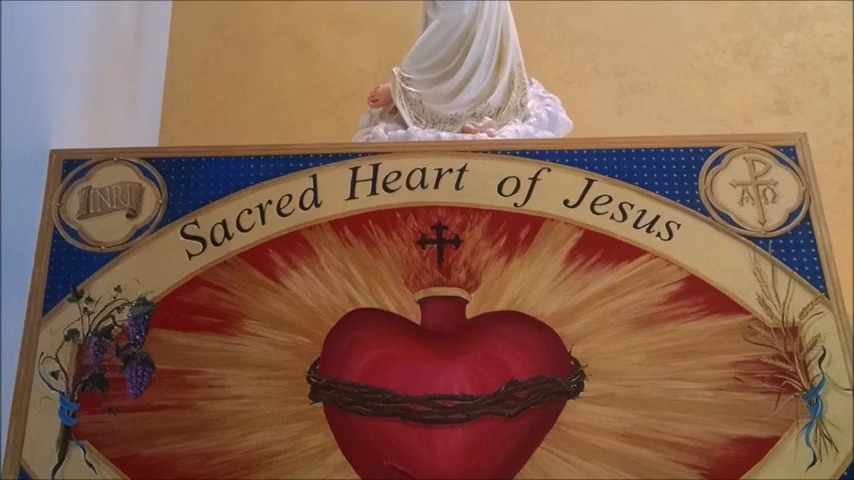 INRI
Sacred Heart of Jesus
Α Ω